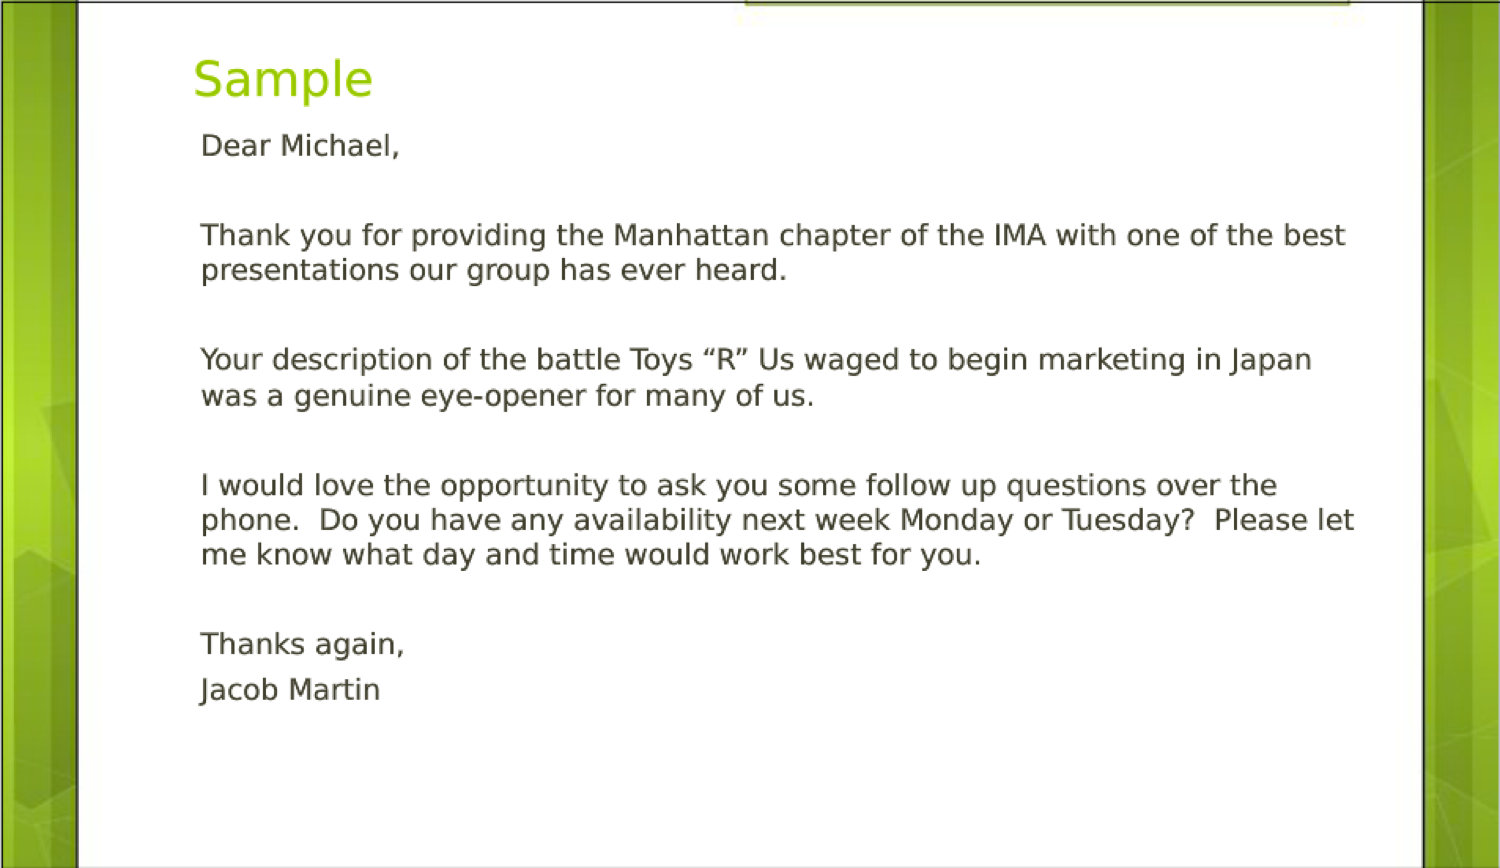 Sample
Dear Michael,
Thank you for providing the Manhattan chapter of the IMA with one of the best
presentations our group has ever heard.
Your description of the battle Toys “R” Us waged to begin marketing in Japan
was a genuine eye-opener for many of us.
I would love the opportunity to ask you some follow up questions over the
phone.  Do you have any availability next week Monday or Tuesday?  Please let
me know what day and time would work best for you.
Thanks again,
Jacob Martin